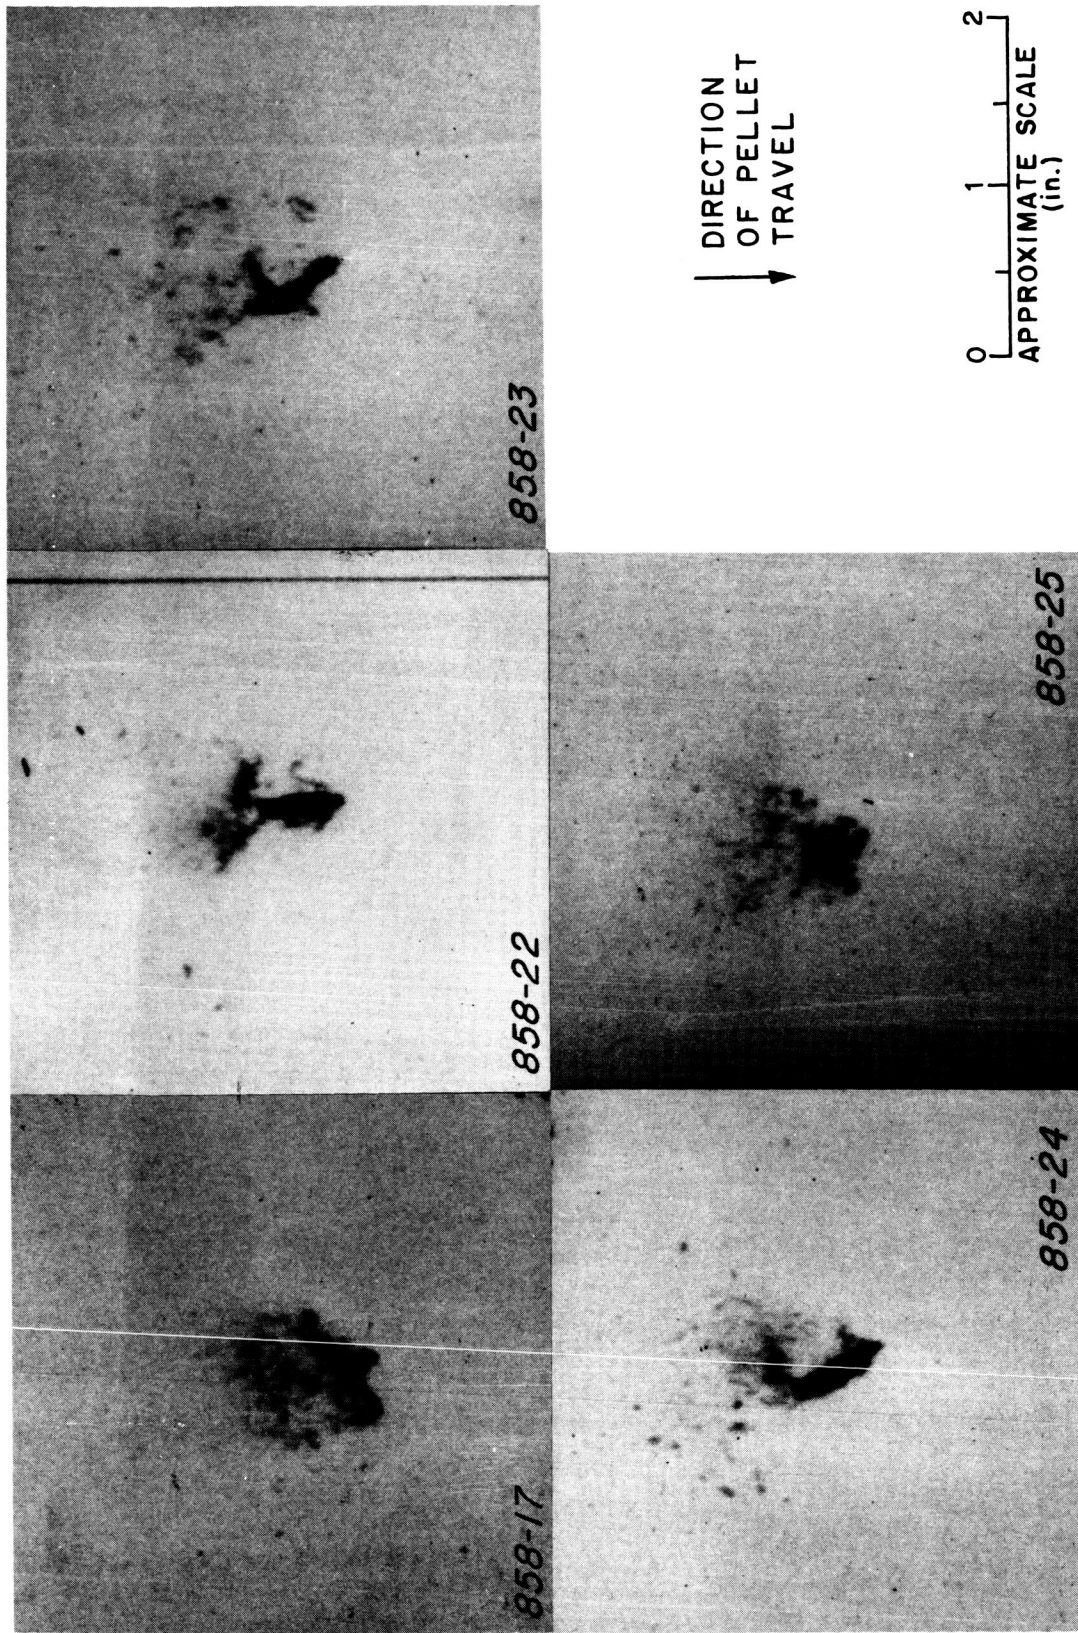 858-17
858-22
858-23
858-24
858-25
DIRECTION
OF PELLET
TRAVEL
0 1 2
APPROXIMATE SCALE
(in.)